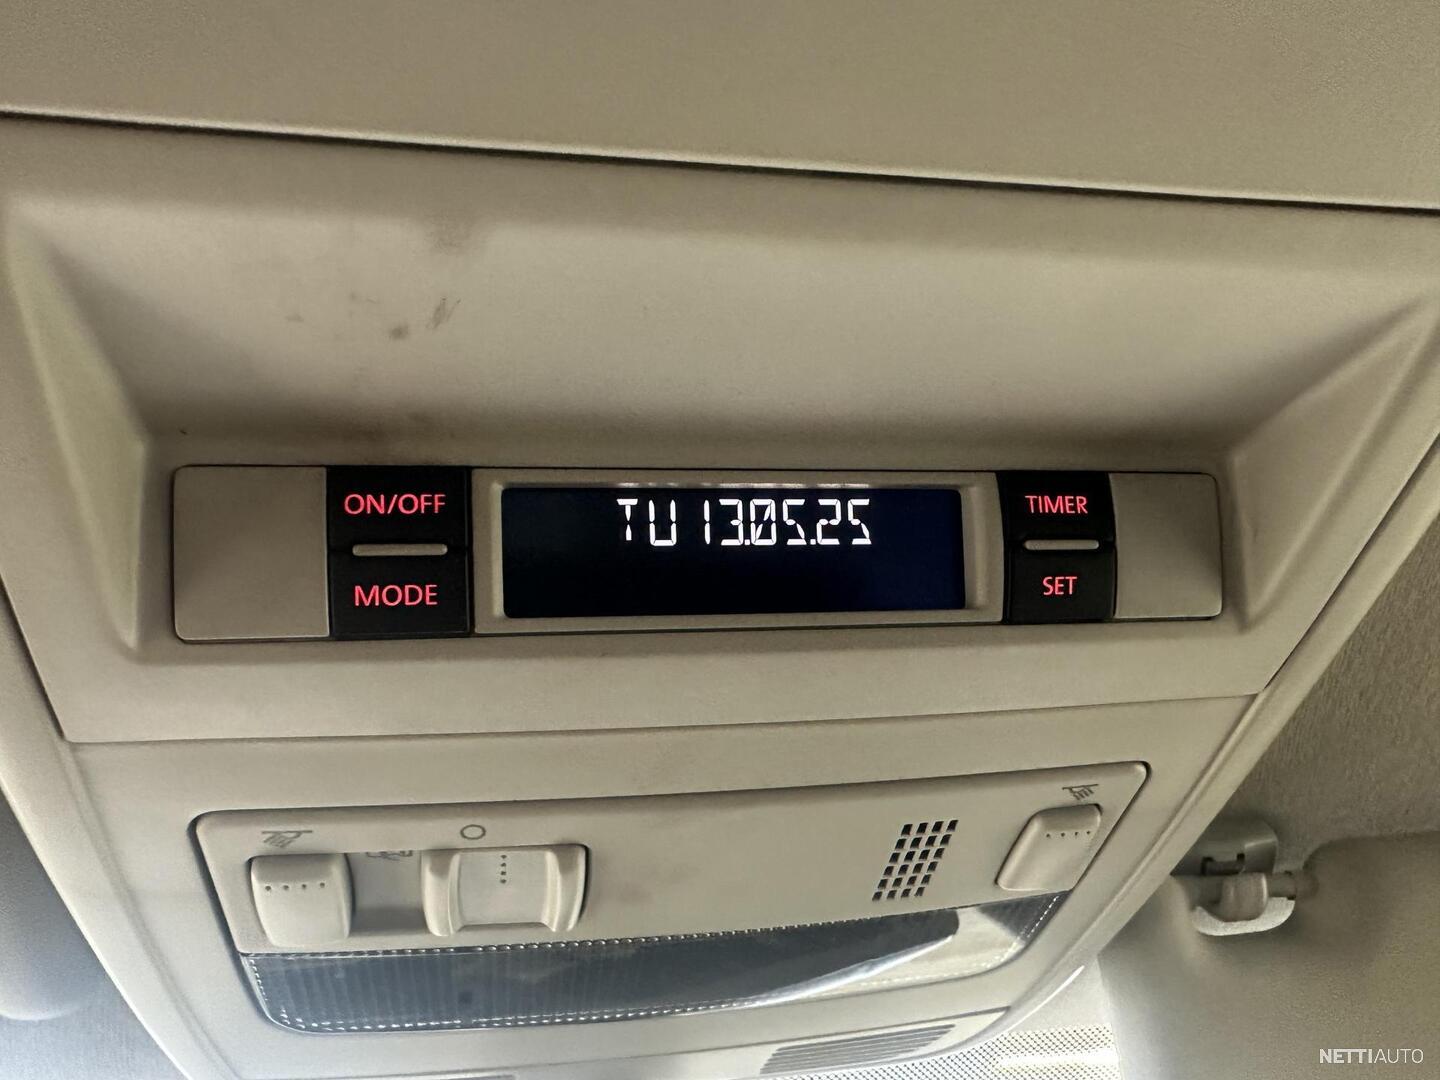 ON/OFF
MODE
TU 13.05.25
TIMER
SET
NETTIAUTO